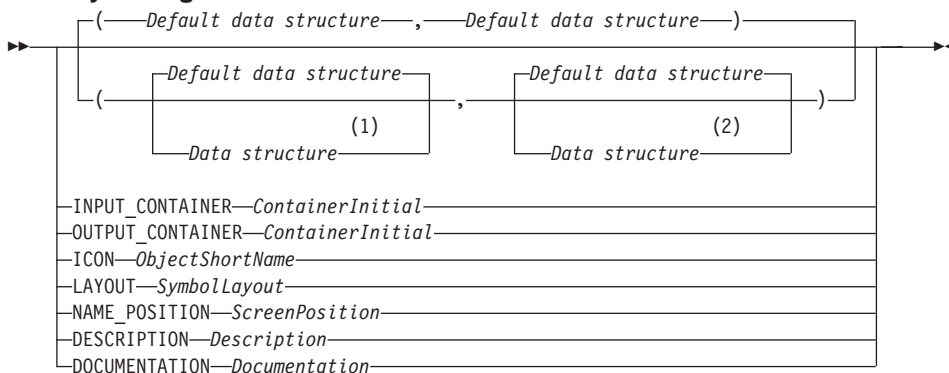 ( Default data structure , Default data structure )
Default data structure Default data structure
( , )
(1) (2)
Data structure Data structure
INPUT_CONTAINER ContainerInitial
OUTPUT_CONTAINER ContainerInitial
ICON ObjectShortName
LAYOUT SymbolLayout
NAME_POSITION ScreenPosition
DESCRIPTION Description
DOCUMENTATION Documentation